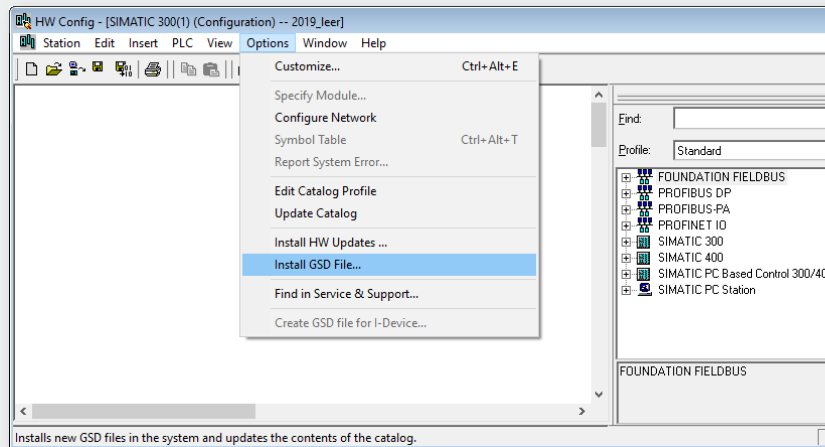 HW Config - [SIMATIC 300(1) (Configuration) -- 2019_leer]
Station Edit Insert PLC View Options Window Help
Customize... Ctrl+Alt+E
Specify Module...
Configure Network
Symbol Table Ctrl+Alt+T
Report System Error...
Edit Catalog Profile
Update Catalog
Install HW Updates ...
Install GSD File...
Find in Service & Support...
Create GSD file for I-Device...
Find:
Profile: Standard
FOUNDATION FIELDBUS
PROFIBUS DP
PROFIBUS-PA
PROFINET IO
SIMATIC 300
SIMATIC 400
SIMATIC PC Based Control 300/40
SIMATIC PC Station
FOUNDATION FIELDBUS
Installs new GSD files in the system and updates the contents of the catalog.